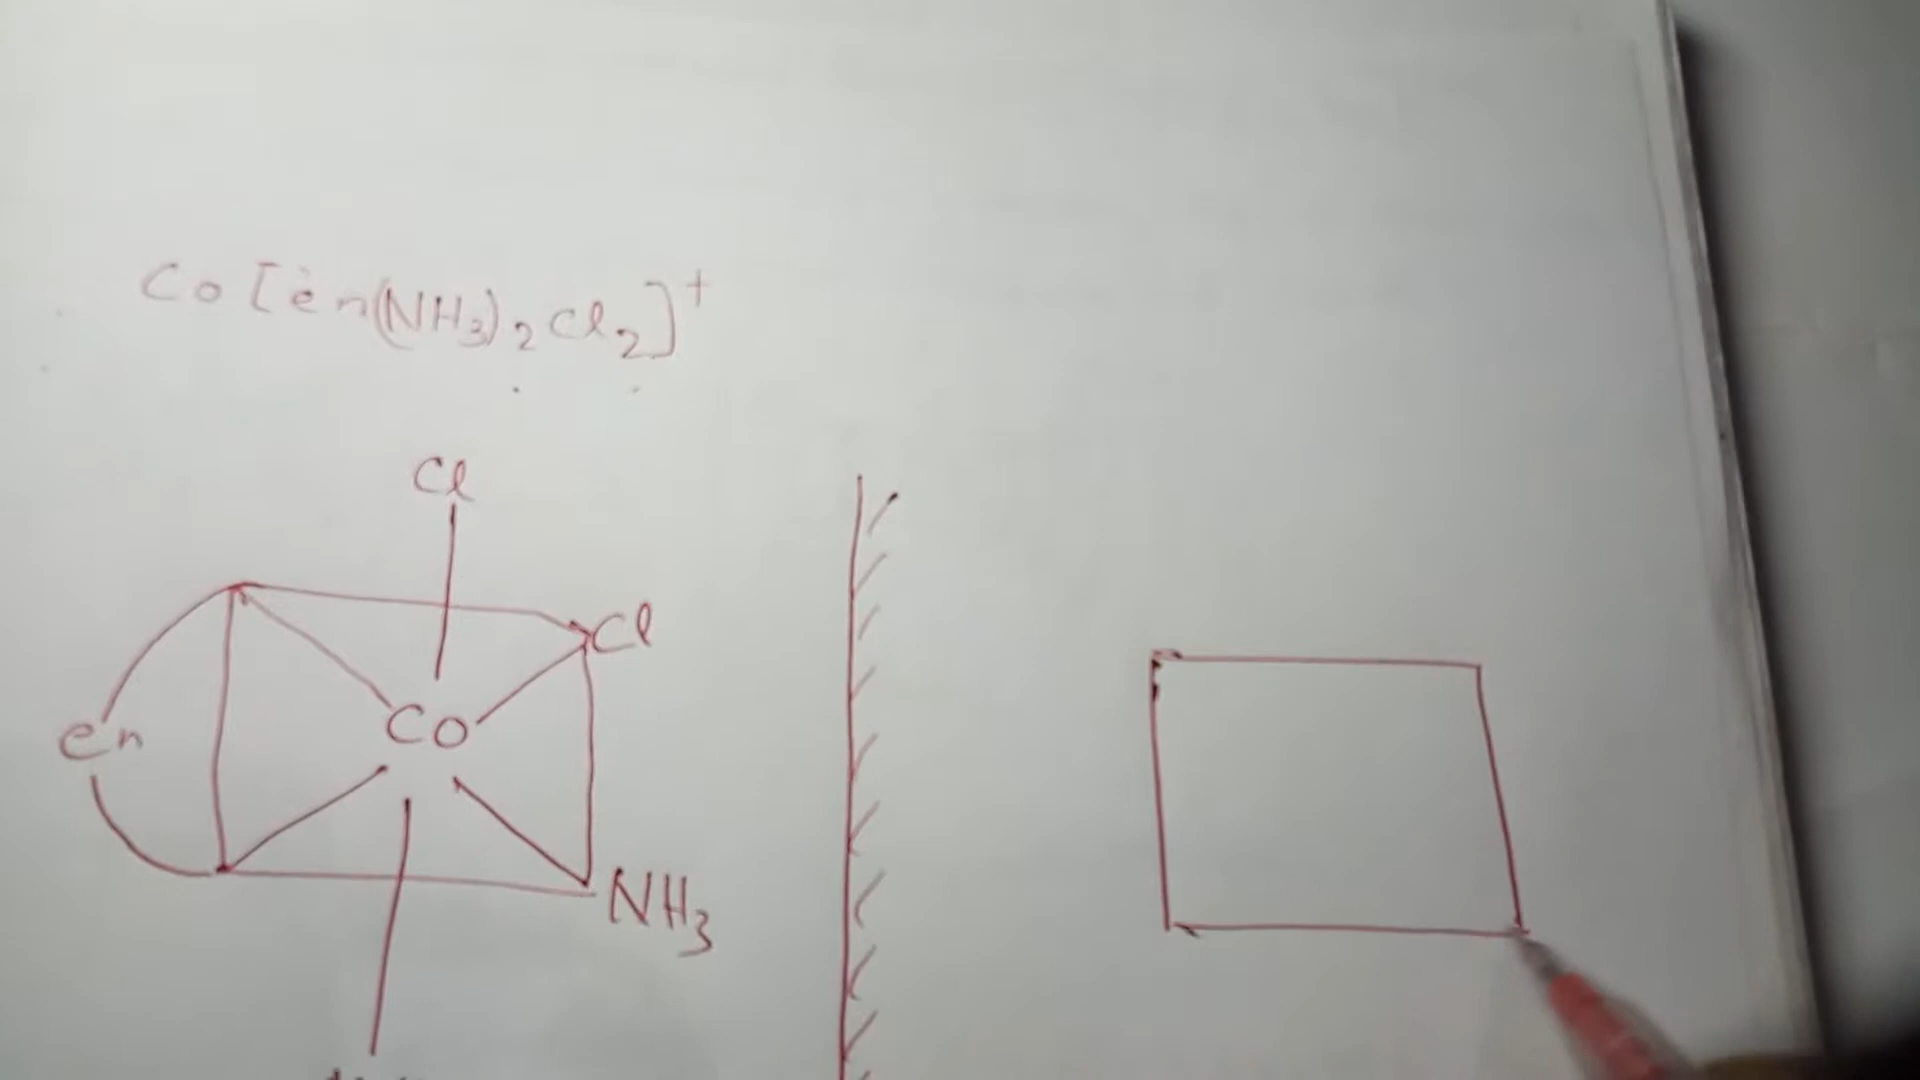 Co[en(NH3)2Cl2]+
Cl
Cl
en
Co
NH3